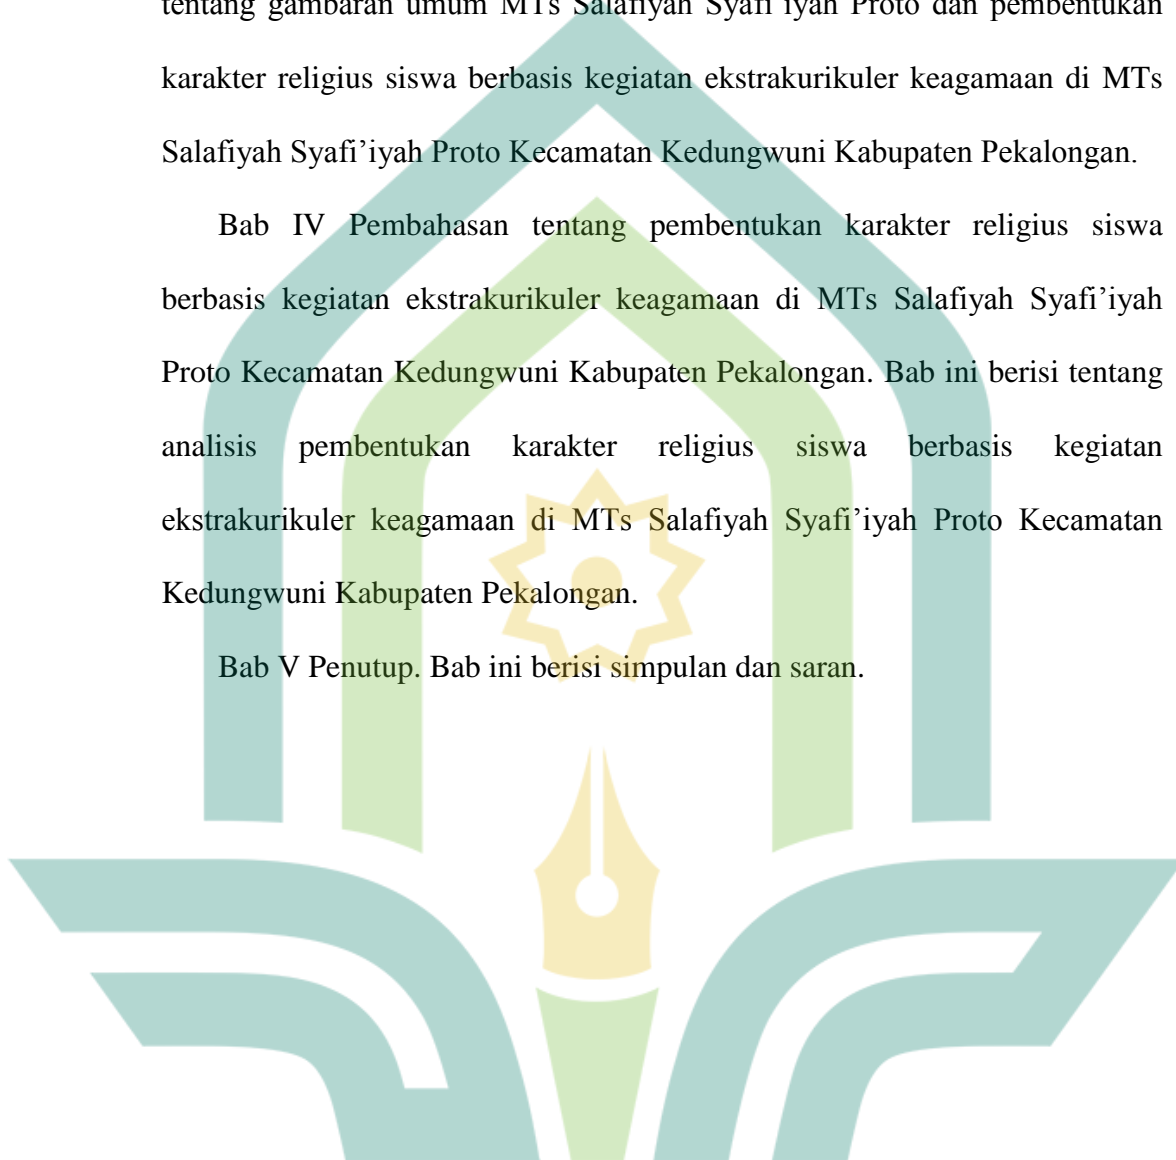 tentang gambaran umum MTs Salafiyah Syafi’iyah Proto dan pembentukan
karakter religius siswa berbasis kegiatan ekstrakurikuler keagamaan di MTs
Salafiyah Syafi’iyah Proto Kecamatan Kedungwuni Kabupaten Pekalongan.
Bab IV Pembahasan tentang pembentukan karakter religius siswa
berbasis kegiatan ekstrakurikuler keagamaan di MTs Salafiyah Syafi’iyah
Proto Kecamatan Kedungwuni Kabupaten Pekalongan. Bab ini berisi tentang
analisis pembentukan karakter religius siswa berbasis kegiatan
ekstrakurikuler keagamaan di MTs Salafiyah Syafi’iyah Proto Kecamatan
Kedungwuni Kabupaten Pekalongan.
Bab V Penutup. Bab ini berisi simpulan dan saran.